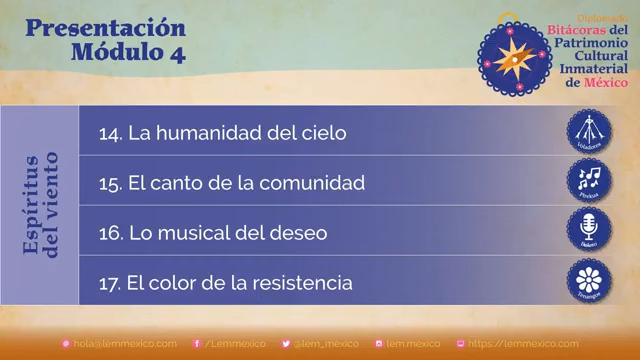 Presentación
Módulo 4
Diplomado
Bitácoras del
Patrimonio
Cultural
Inmaterial
de México
Espíritus
del viento
14. La humanidad del cielo
Voladores
15. El canto de la comunidad
Pirekua
16. Lo musical del deseo
Bolero
17. El color de la resistencia
Tenangos
hola@lemmexico.com
/Lemmexico
@lem_mexico
lem.mexico
https://lemmexico.com